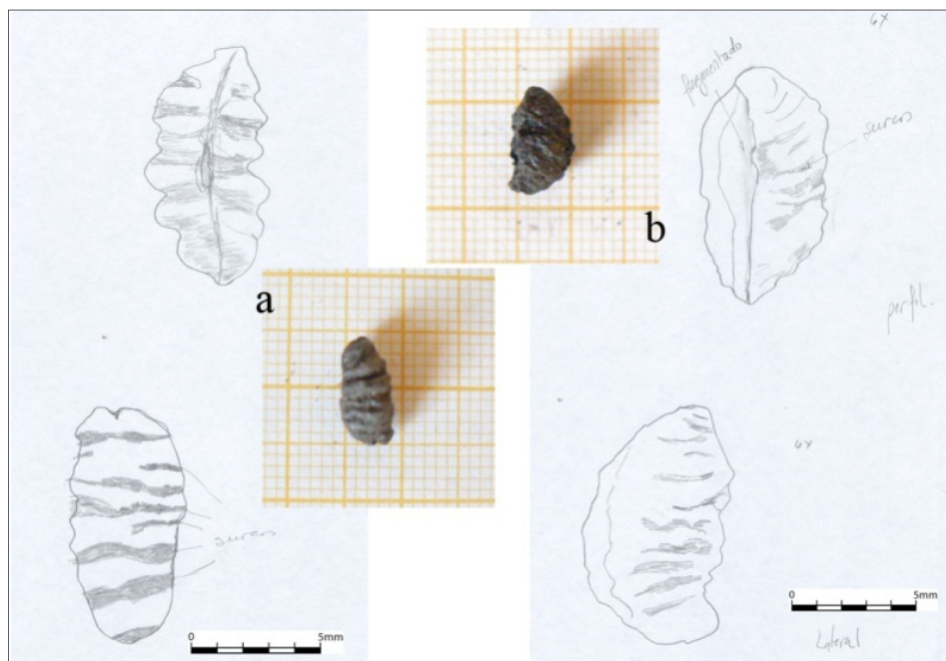 6x
fragmentado
surcos
b
perfil.
a
surcos
6x
0 5mm
0 5mm
lateral